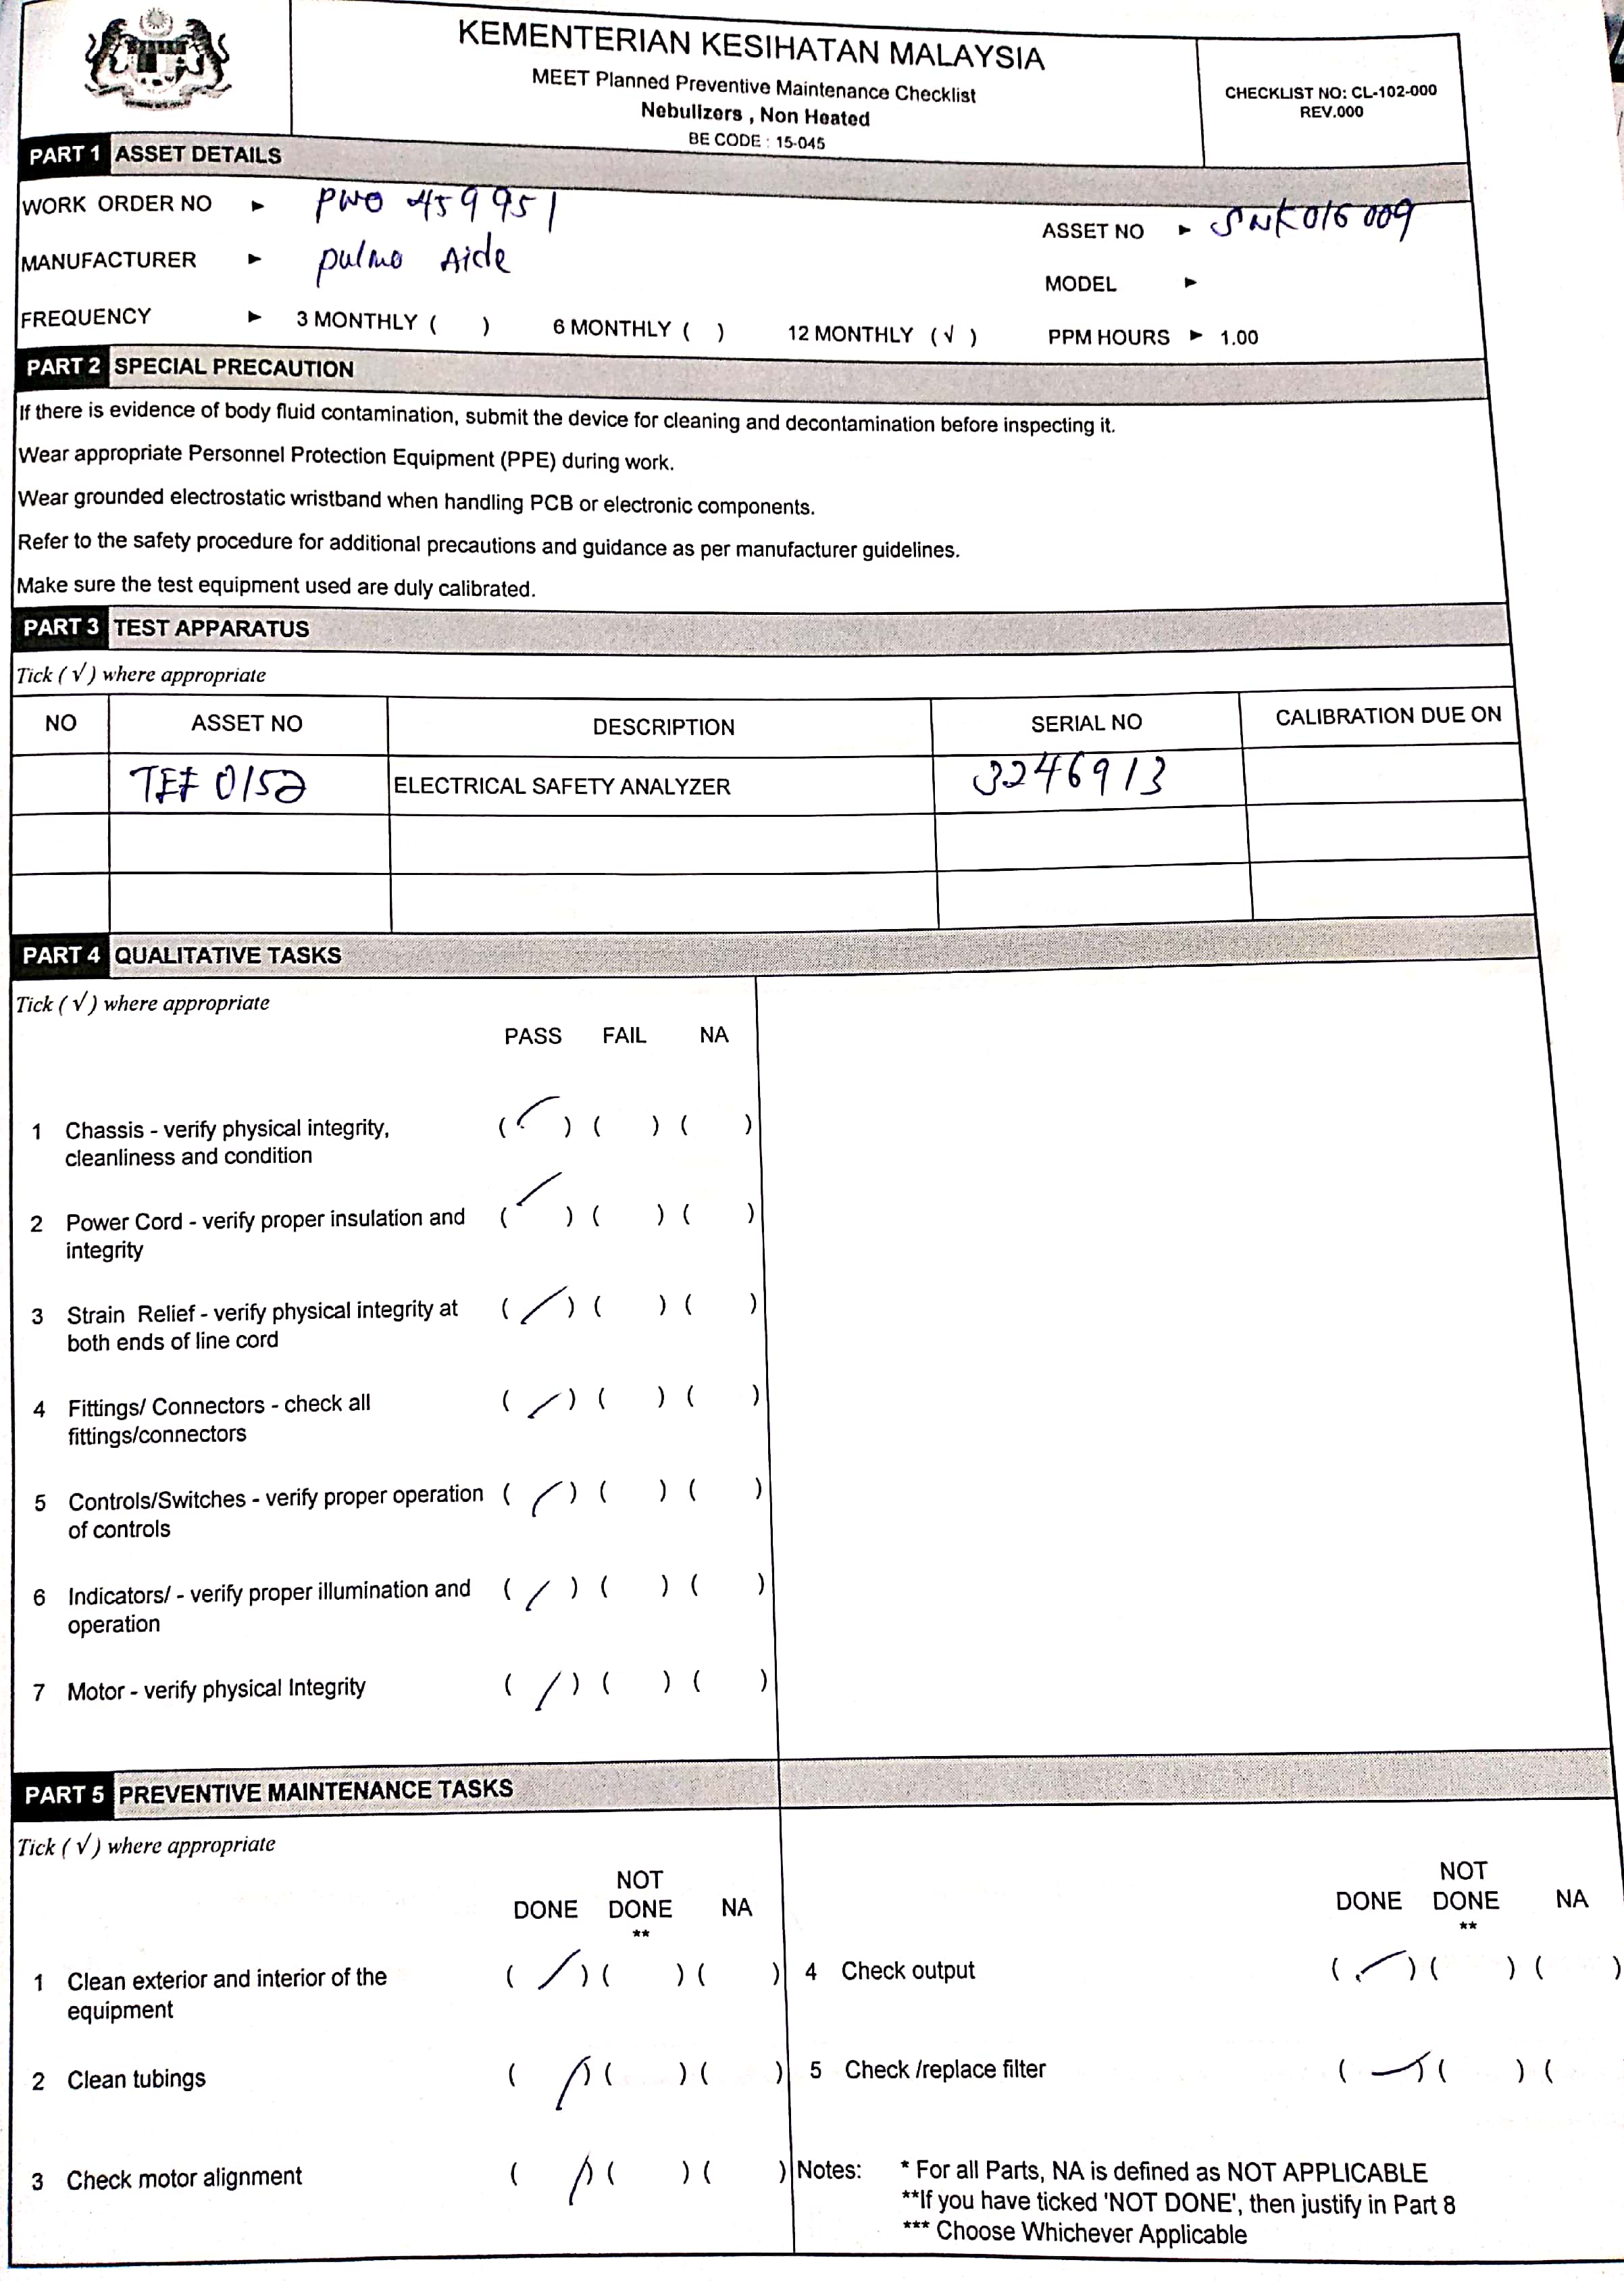 KEMENTERIAN KESIHATAN MALAYSIA
MEET Planned Preventive Maintenance Checklist
Nebulizers , Non Heated
BE CODE : 15-045
CHECKLIST NO: CL-102-000
REV.000
PART 1 ASSET DETAILS
WORK ORDER NO ► PWO 459951
ASSET NO ► SNK016009
MANUFACTURER ► pulmo Aide
MODEL ►
FREQUENCY ► 3 MONTHLY ( ) 6 MONTHLY ( ) 12 MONTHLY ( √ ) PPM HOURS ► 1.00
PART 2 SPECIAL PRECAUTION
If there is evidence of body fluid contamination, submit the device for cleaning and decontamination before inspecting it.
Wear appropriate Personnel Protection Equipment (PPE) during work.
Wear grounded electrostatic wristband when handling PCB or electronic components.
Refer to the safety procedure for additional precautions and guidance as per manufacturer guidelines.
Make sure the test equipment used are duly calibrated.
PART 3 TEST APPARATUS
Tick ( √ ) where appropriate
NO ASSET NO DESCRIPTION SERIAL NO CALIBRATION DUE ON
ELECTRICAL SAFETY ANALYZER 3246913
PART 4 QUALITATIVE TASKS
Tick ( √ ) where appropriate
PASS FAIL NA
1 Chassis - verify physical integrity, ( / ) ( ) ( )
cleanliness and condition
2 Power Cord - verify proper insulation and ( / ) ( ) ( )
integrity
3 Strain Relief - verify physical integrity at ( / ) ( ) ( )
both ends of line cord
4 Fittings/ Connectors - check all ( / ) ( ) ( )
fittings/connectors
5 Controls/Switches - verify proper operation ( / ) ( ) ( )
of controls
6 Indicators/ - verify proper illumination and ( / ) ( ) ( )
operation
7 Motor - verify physical Integrity ( / ) ( ) ( )
PART 5 PREVENTIVE MAINTENANCE TASKS
Tick ( √ ) where appropriate
DONE NOT DONE ** NA
1 Clean exterior and interior of the ( / ) ( ) ( )
equipment
2 Clean tubings ( / ) ( ) ( )
3 Check motor alignment ( / ) ( ) ( )
DONE NOT DONE ** NA
4 Check output ( / ) ( ) ( )
5 Check /replace filter ( / ) ( ) (
Notes: * For all Parts, NA is defined as NOT APPLICABLE
**If you have ticked 'NOT DONE', then justify in Part 8
*** Choose Whichever Applicable